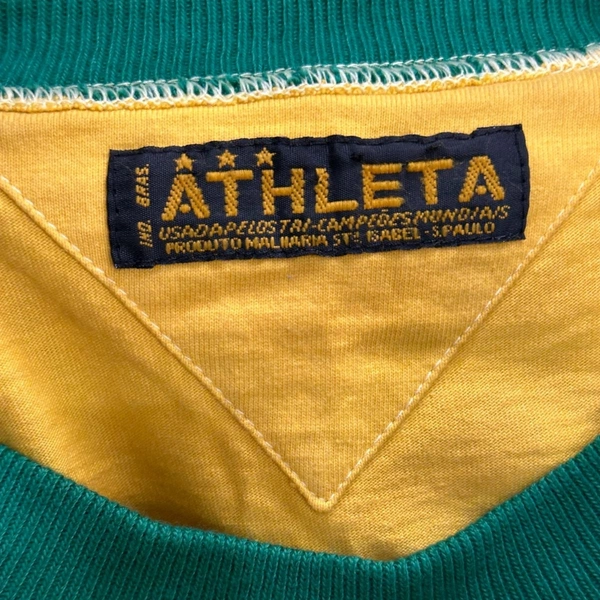 IND. BRAS.
ATHLETA
USADA PELOS TRI-CAMPEÕES MUNDIAIS
PRODUTO MALHARIA STª ISABEL - S. PAULO